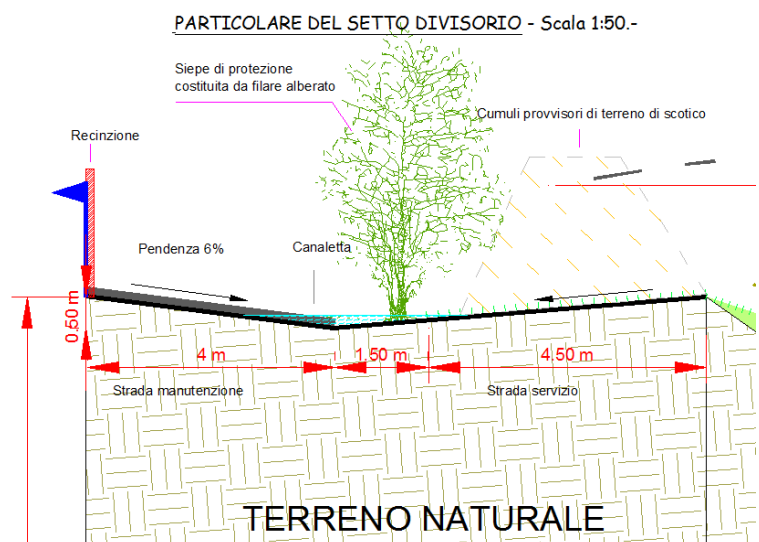 PARTICOLARE DEL SETTO DIVISORIO - Scala 1:50.-
Siepe di protezione
costituita da filare alberato
Cumuli provvisori di terreno di scotico
Recinzione
Pendenza 6%
Canaletta
0.50 m
4 m
1.50 m
4.50 m
Strada manutenzione
Strada servizio
TERRENO NATURALE